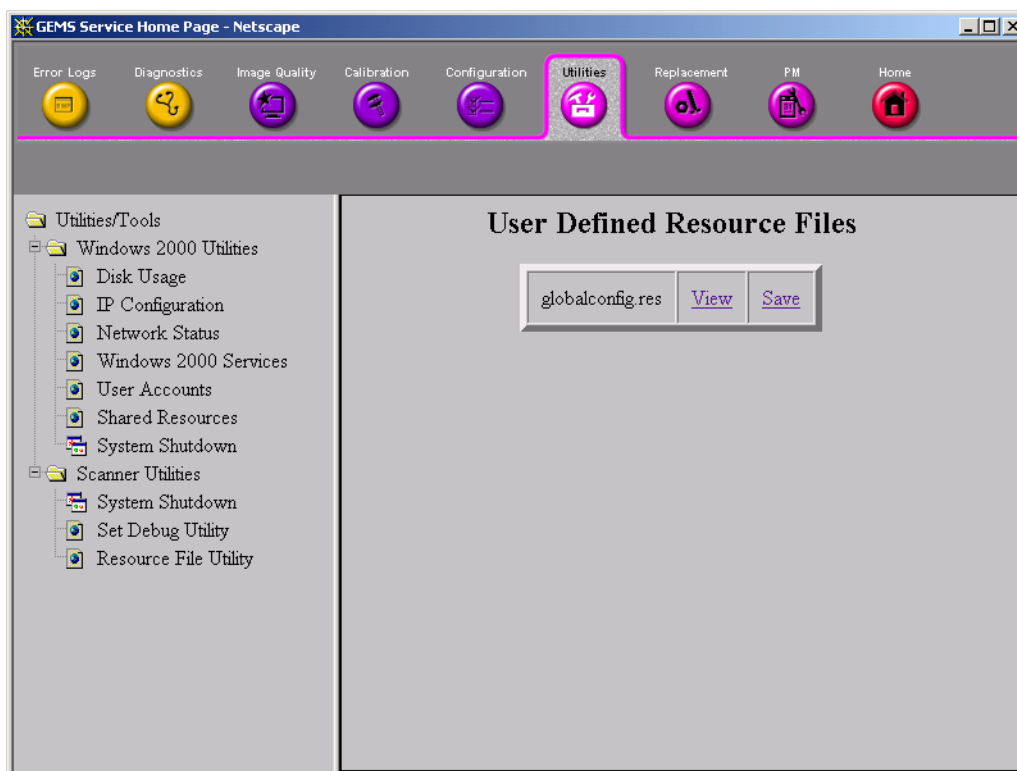 GEMS Service Home Page - Netscape
Error Logs Diagnostics Image Quality Calibration Configuration Utilities Replacement PM Home
Utilities/Tools
Windows 2000 Utilities
Disk Usage
IP Configuration
Network Status
Windows 2000 Services
User Accounts
Shared Resources
System Shutdown
Scanner Utilities
System Shutdown
Set Debug Utility
Resource File Utility
User Defined Resource Files
globalconfig.res View Save